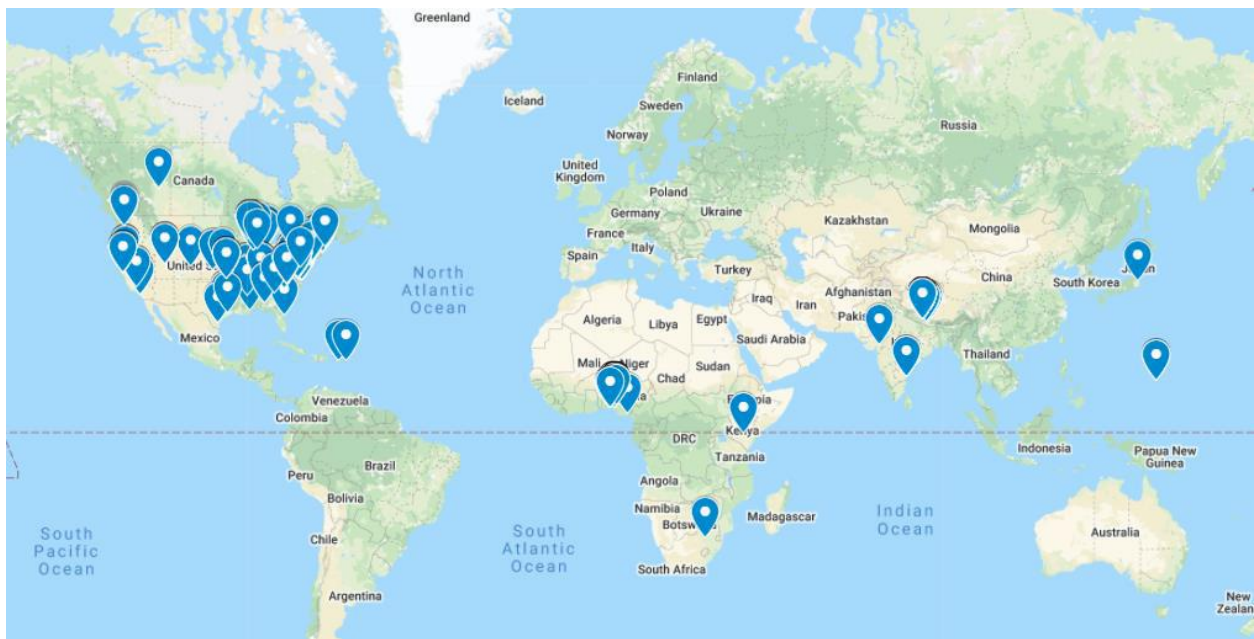 Greenland
Iceland
Finland
Sweden
Norway
Russia
Canada
United
Kingdom
Poland
Germany
Ukraine
France
Kazakhstan
Mongolia
Italy
Spain
Turkey
North
Atlantic
Ocean
China
South Korea
Iraq
Iran
Afghanistan
Algeria
Libya
Egypt
Saudi Arabia
Mexico
Mali
Niger
Chad
Sudan
Thailand
Venezuela
Colombia
Kenya
DRC
Tanzania
Indonesia
Papua New
Guinea
Peru
Brazil
Angola
Bolivia
Namibia
Madagascar
South
Pacific
Ocean
South
Atlantic
Ocean
Indian
Ocean
Chile
Australia
South Africa
Argentina
New